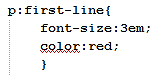 p:first-line{
font-size:3em;
color:red;
}